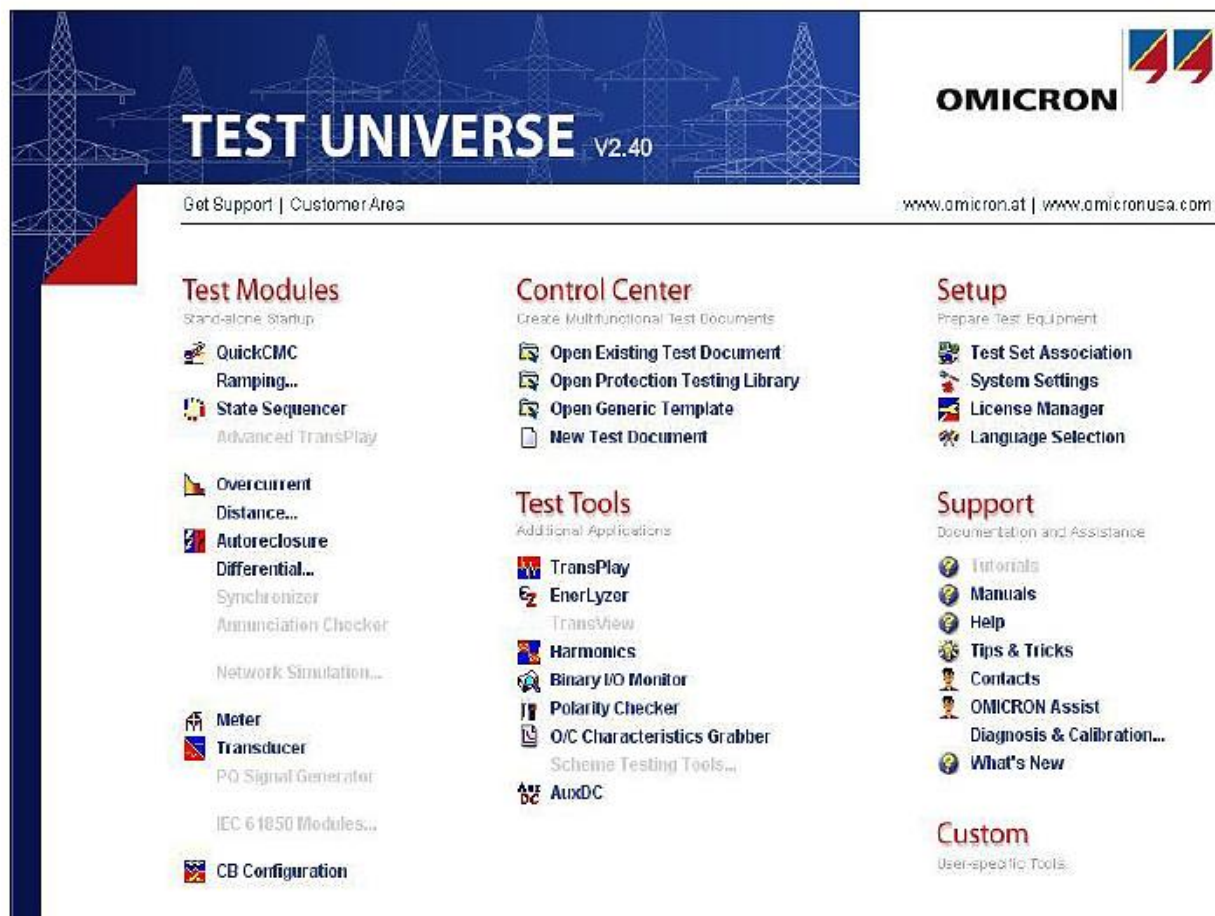 TEST UNIVERSE V2.40
OMICRON
Get Support | Customer Area
www.omicron.at | www.omicronusa.com
Test Modules
Stand-alone Startup
QuickCMC
Ramping...
State Sequencer
Advanced TransPlay
Overcurrent
Distance...
Autoreclosure
Differential...
Synchronizer
Annunciation Checker
Network Simulation...
Meter
Transducer
PQ Signal Generator
IEC 61850 Modules...
CB Configuration
Control Center
Create Multifunctional Test Documents
Open Existing Test Document
Open Protection Testing Library
Open Generic Template
New Test Document
Test Tools
Additional Applications
TransPlay
EnerLyzer
TransView
Harmonics
Binary I/O Monitor
Polarity Checker
O/C Characteristics Grabber
Scheme Testing Tools...
AuxDC
Setup
Prepare Test Equipment
Test Set Association
System Settings
License Manager
Language Selection
Support
Documentation and Assistance
Tutorials
Manuals
Help
Tips & Tricks
Contacts
OMICRON Assist
Diagnosis & Calibration...
What's New
Custom
User-specific Tools